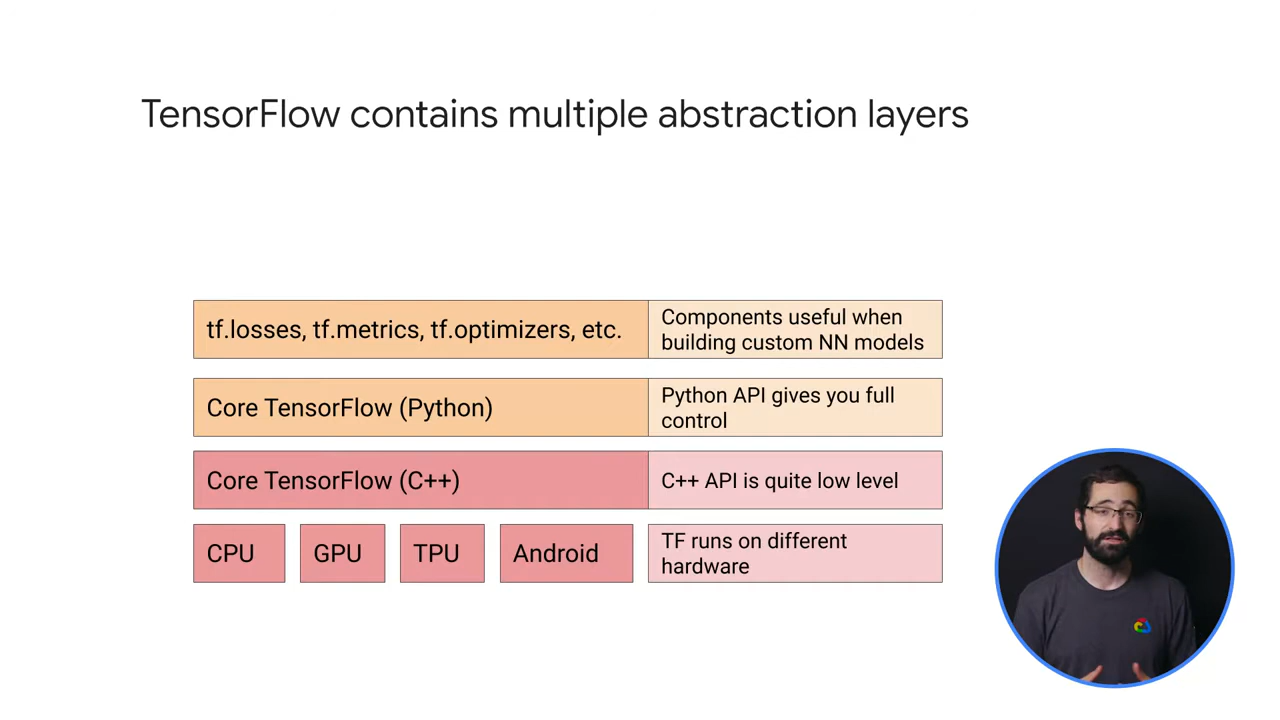 TensorFlow contains multiple abstraction layers
tf.losses, tf.metrics, tf.optimizers, etc.
Components useful when
building custom NN models
Core TensorFlow (Python)
Python API gives you full
control
Core TensorFlow (C++)
C++ API is quite low level
CPU
GPU
TPU
Android
TF runs on different
hardware